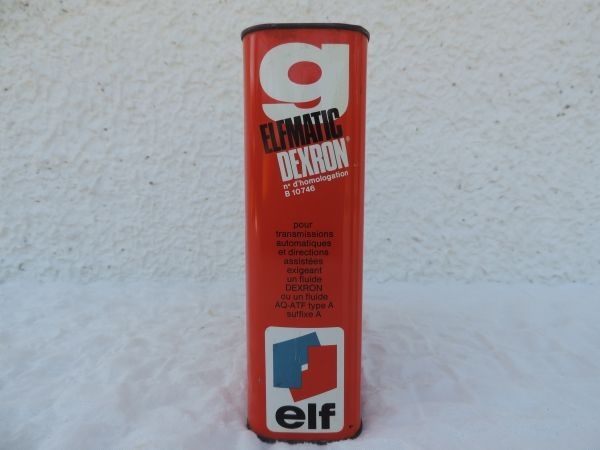 g
ELFMATIC
DEXRON®
nº d'homologation
B 10746
pour
transmissions
automatiques
et directions
assistées
exigeant
un fluide
DEXRON
ou un fluide
AQ-ATF type A
suffixe A
elf